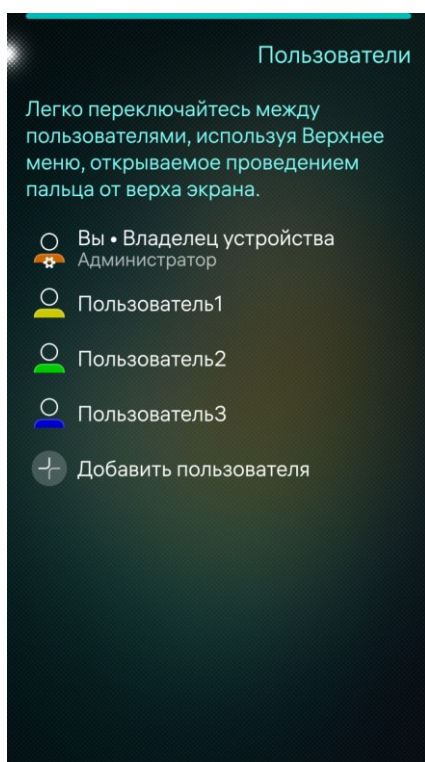 Пользователи
Легко переключайтесь между
пользователями, используя Верхнее
меню, открываемое проведением
пальца от верха экрана.
Вы • Владелец устройства
Администратор
Пользователь1
Пользователь2
Пользователь3
Добавить пользователя